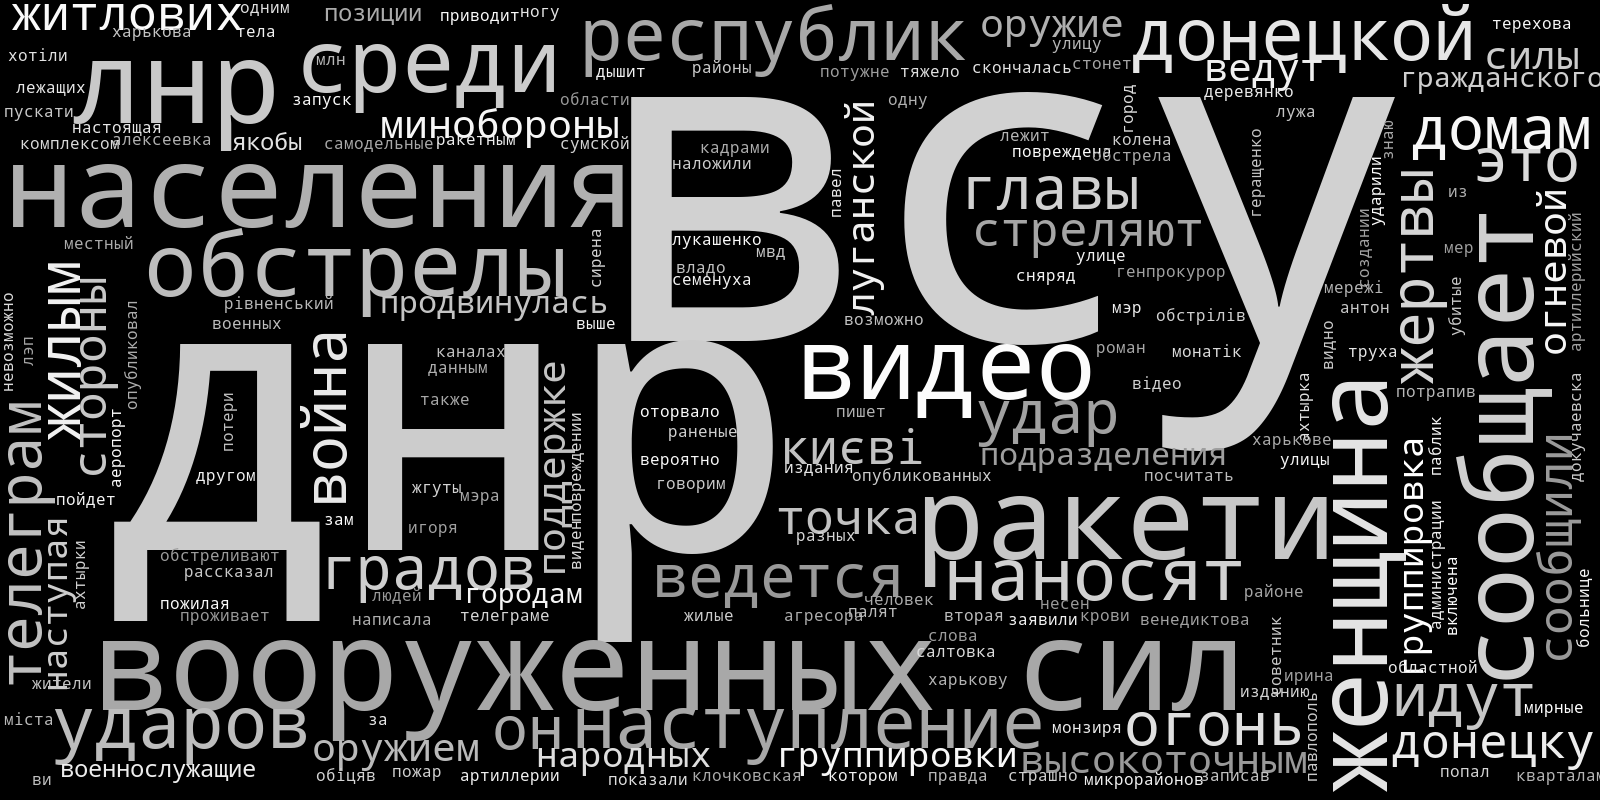 житлових
одним
позиции
приводит
ногу
республик
оружие
донецкой
терехова
харькова
тела
улицу
силы
хотіли
лнр
среди
млн
дышит
районы
потужне
тяжело
скончалась
стонет
ведут
гражданского
лежащих
запуск
области
одну
деревянко
пускати
настоящая
минобороны
всу
луганской
город
лужа
домам
комплексом
алексеевка
якобы
самодельные
ракетным
сумской
кадрами
наложили
лежит
колена
повреждена
обстрела
геращенко
знаю
это
населения
павел
главы
ударили
жертвы
из
огневой
местный
обстрелы
сирена
лукашенко
мвд
владо
семенуха
стреляют
улице
сняряд
генпрокурор
создании
мер
артиллерийский
рівненський
продвинулась
военных
выше
возможно
мэр
обстрілів
мережі
антон
убитые
сообщает
невозможно
лэп
жилым
стороны
опубликовал
война
каналах
данным
поддержке
видео
роман
монатік
видно
труха
відео
днр
также
потери
оторвало
раненые
пишет
удар
ахтырка
женщина
потрапив
докучаевска
телеграм
аеропорт
другом
вероятно
говорим
києві
издания
опубликованных
подразделения
харькове
улицы
посчитать
паблик
группировка
сообщили
пойдет
жгуты
мэра
зам
игоря
виден
повреждении
точка
разных
ракети
наступая
ахтырки
обстреливают
рассказал
градов
ведется
наносят
администрации
включена
больнице
пожилая
проживает
людей
городам
написала
телеграме
жилые
агресора
человек
палят
вторая
несен
заявили
крови
районе
венедиктова
вооруженных
сил
слова
салтовка
харькову
советник
ирина
изданию
областной
жители
міста
ударов
за
он
наступление
монзиря
огонь
павлополь
идут
мирные
донецку
оружием
народных
группировки
высокоточным
ви
военнослужащие
обіцяв
пожар
артиллерии
показали
клочковская
котором
правда
страшно
микрорайонов
записав
попал
кварталам